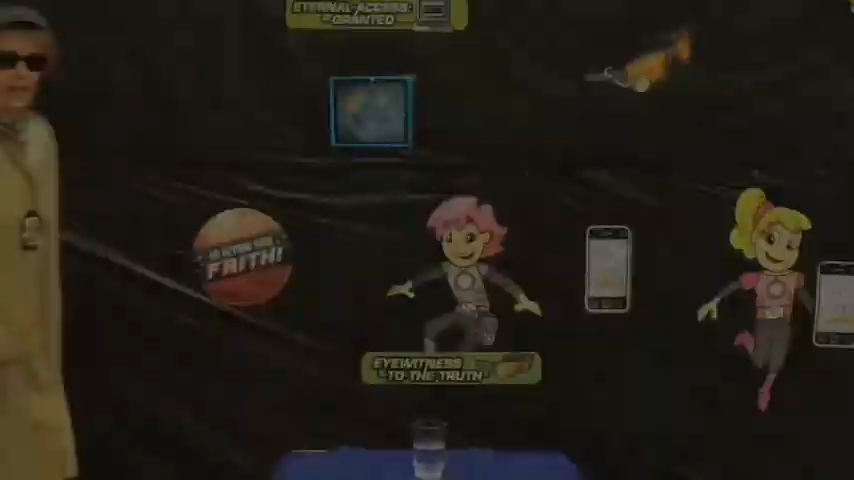 ETERNAL ACCESS:
GRANTED
FAITH!
EYEWITNESS
TO THE TRUTH